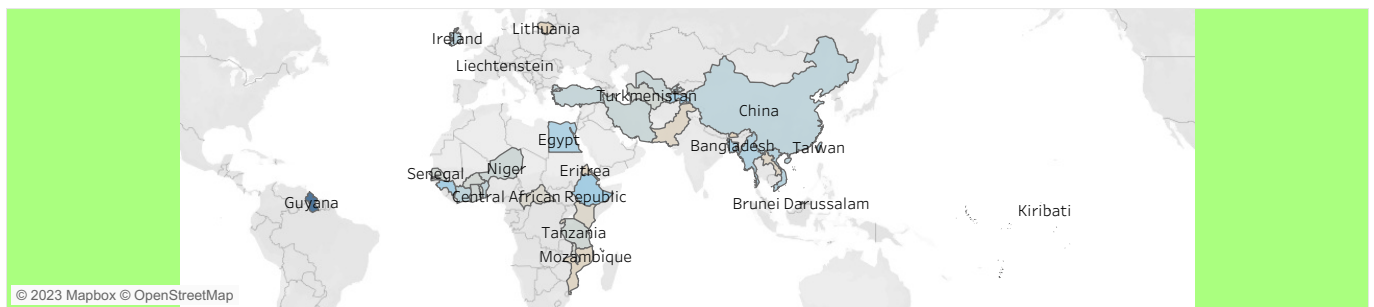 Lithuania
Ireland
Liechtenstein
Turkmenistan
China
Egypt
Bangladesh
Taiwan
Niger
Senegal
Eritrea
Central African Republic
Guyana
Brunei Darussalam
Kiribati
Tanzania
Mozambique
© 2023 Mapbox © OpenStreetMap